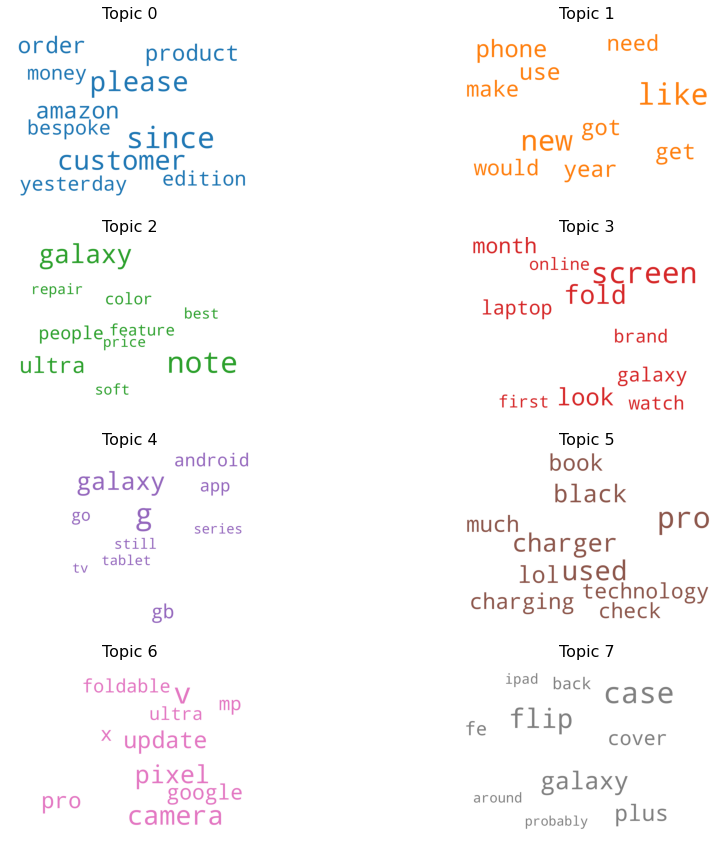 Topic 0
order
product
money
please
amazon
bespoke
since
customer
yesterday
edition
Topic 1
phone
need
use
make
like
got
new
get
would
year
Topic 2
galaxy
repair
color
best
people
feature
price
ultra
note
soft
Topic 3
month
online
screen
fold
laptop
brand
galaxy
first
look
watch
Topic 4
android
galaxy
app
go
g
series
still
tablet
tv
gb
Topic 5
book
black
pro
much
charger
lol
used
technology
charging
check
Topic 6
foldable
v
mp
ultra
x
update
pixel
google
pro
camera
Topic 7
ipad
back
case
flip
fe
cover
galaxy
around
plus
probably